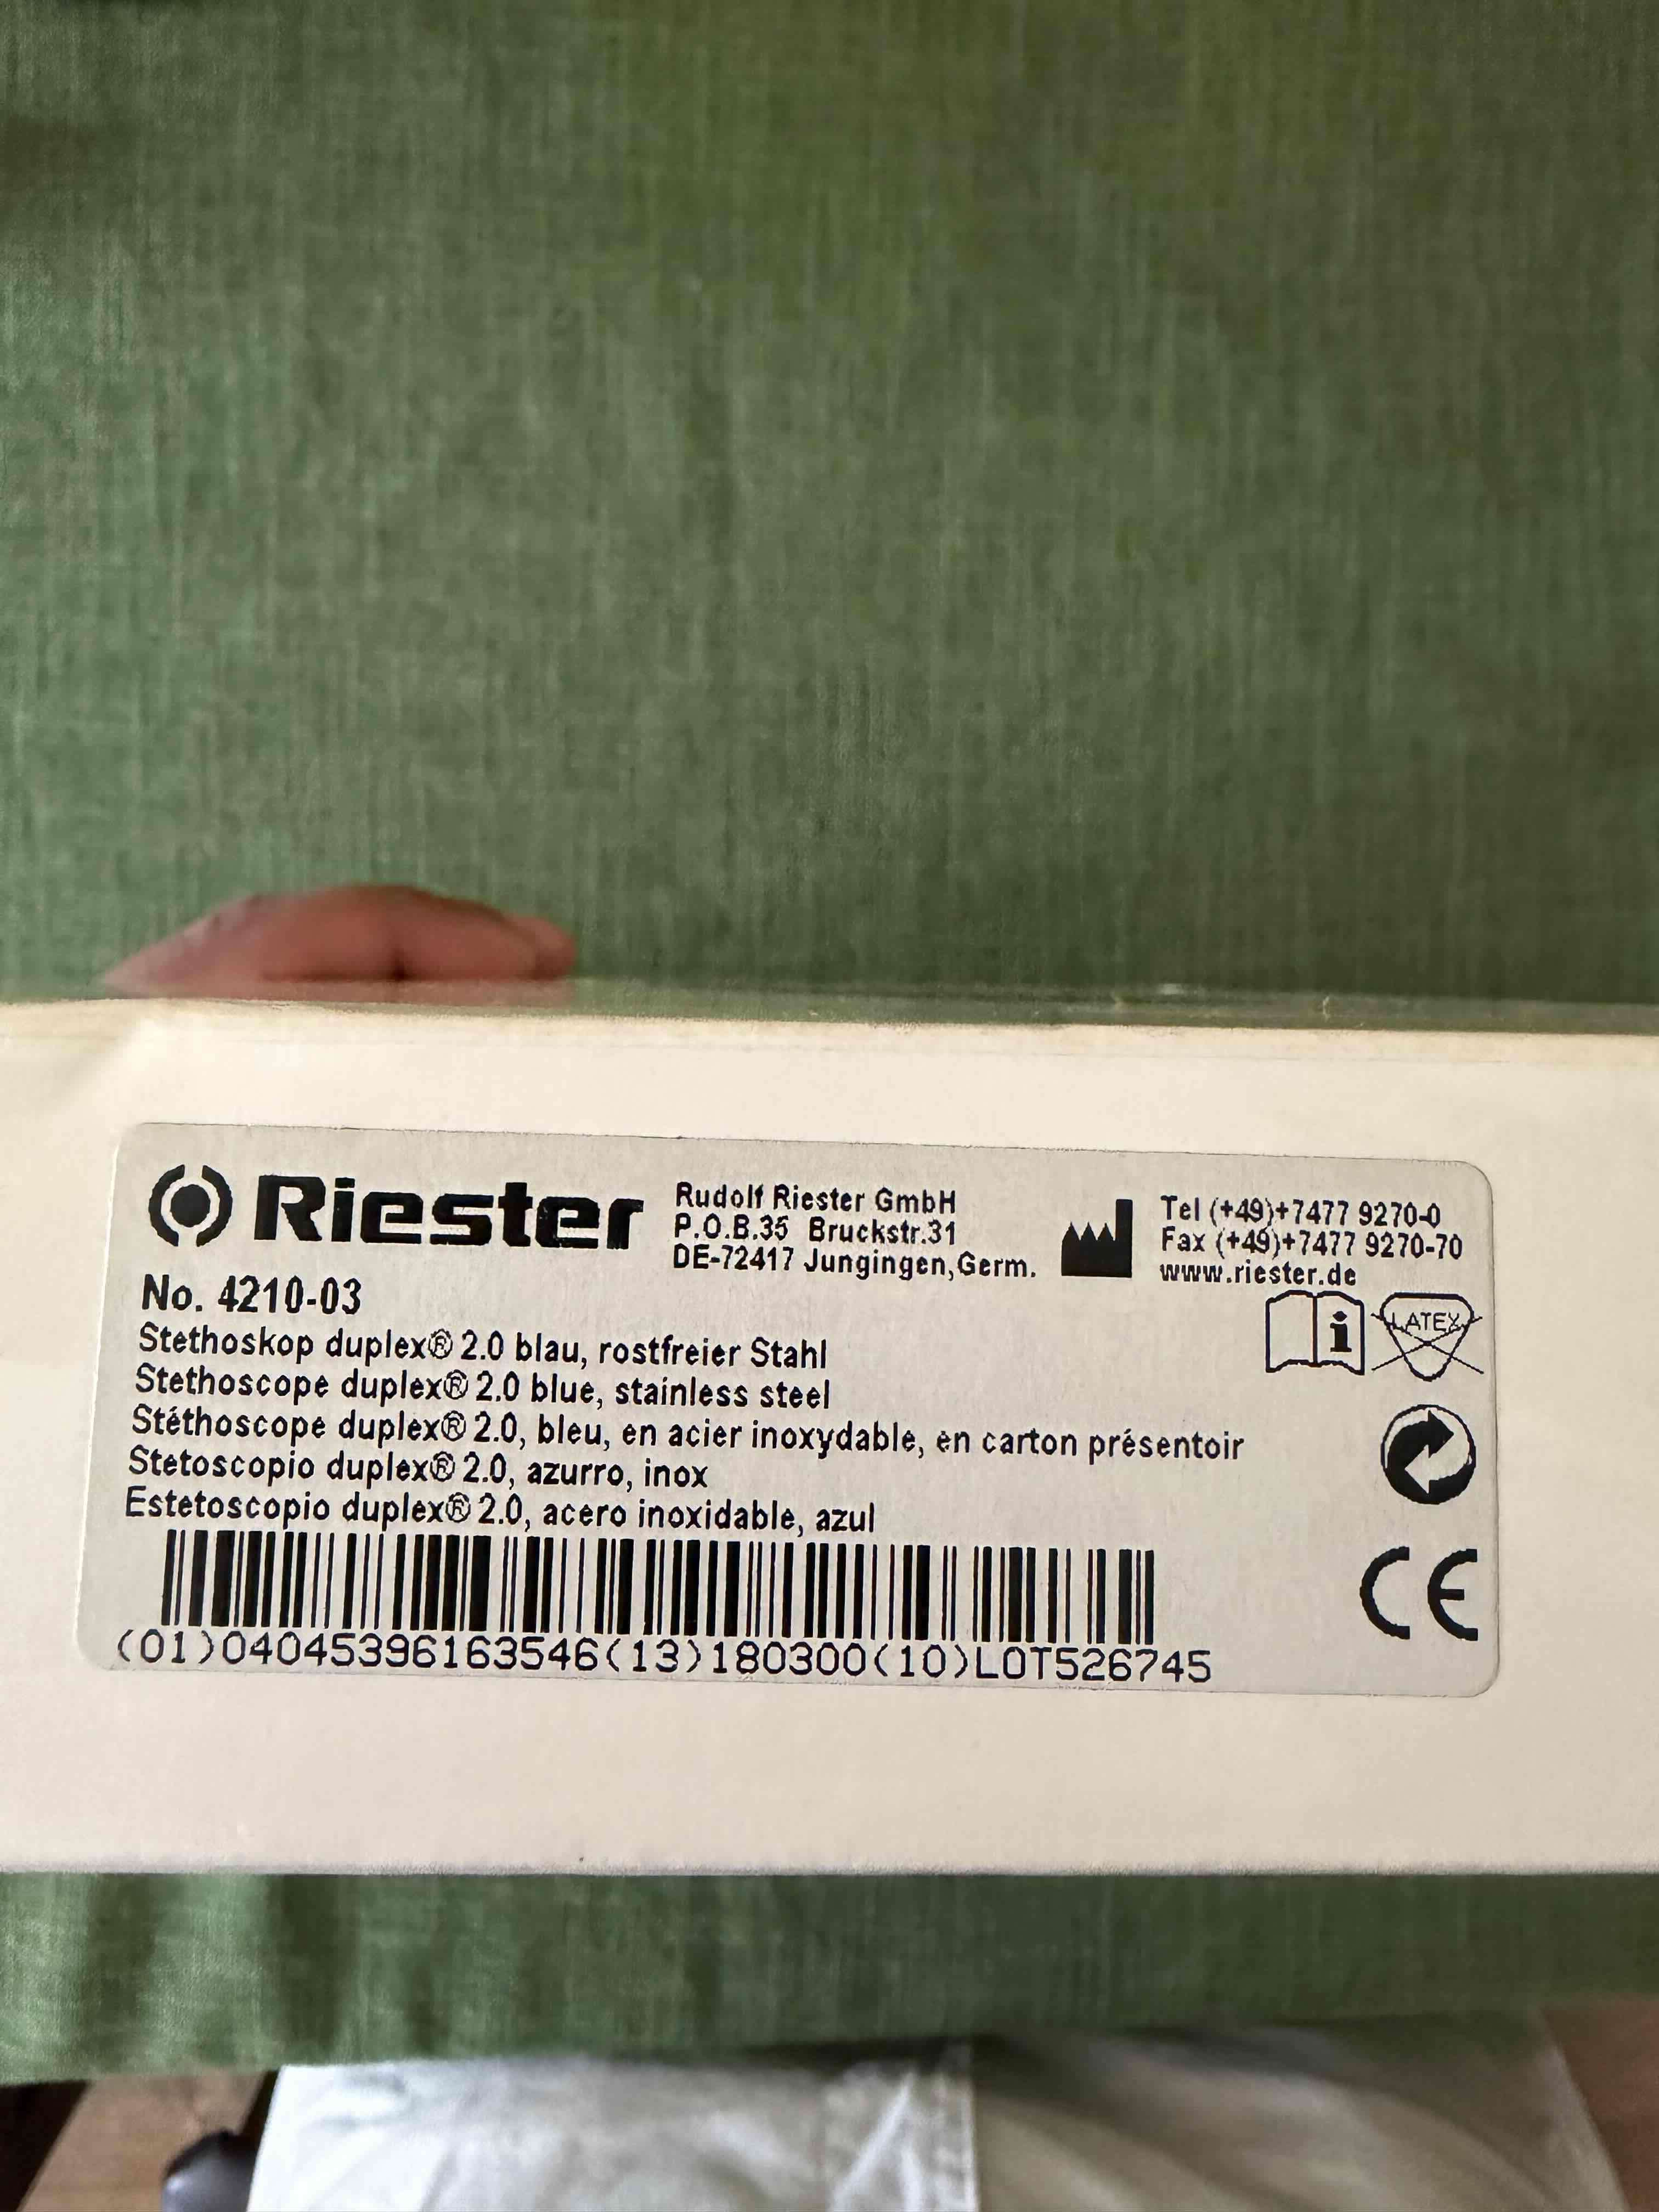 Riester
Rudolf Riester GmbH
P.O.B.35 Bruckstr.31
DE-72417 Jungingen,Germ.
Tel (+49)+7477 9270-0
Fax (+49)+7477 9270-70
www.riester.de
No. 4210-03
LATEX
Stethoskop duplex® 2.0 blau, rostfreier Stahl
Stethoscope duplex® 2.0 blue, stainless steel
Stéthoscope duplex® 2.0, bleu, en acier inoxydable, en carton présentoir
Stetoscopio duplex® 2.0, azurro, inox
Estetoscopio duplex® 2.0, acero inoxidable, azul
CE
(01)04045396163546(13)180300(10)LOT526745